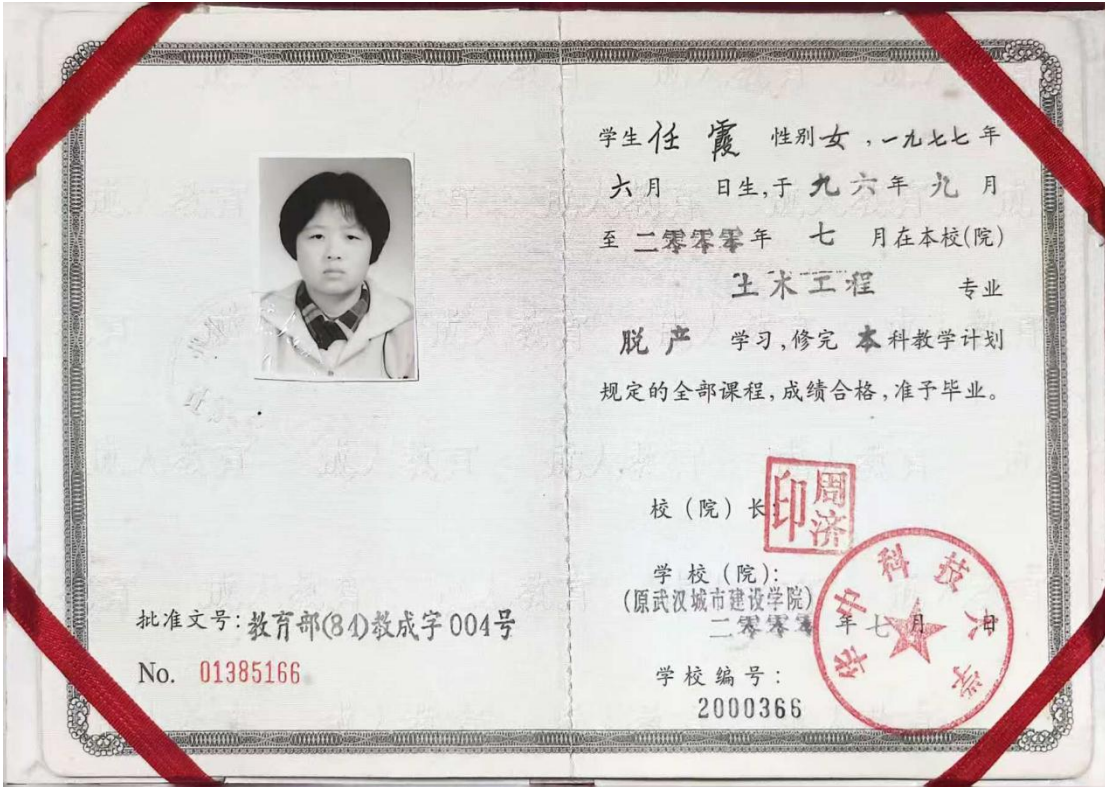 批准文号：教育部(84)教成字004号
No. 01385166
学生任霞 性别女，一九七七年
六月 日生，于九六年九月
至二零零零年 七 月在本校(院)
土木工程 专业
脱产 学习，修完 本科教学计划
规定的全部课程，成绩合格，准予毕业。
校（院）长：
周济印
学校（院）：
(原武汉城市建设学院)
二零零零年七月 日
华中科技大学
学校编号：
2000366
成人教育